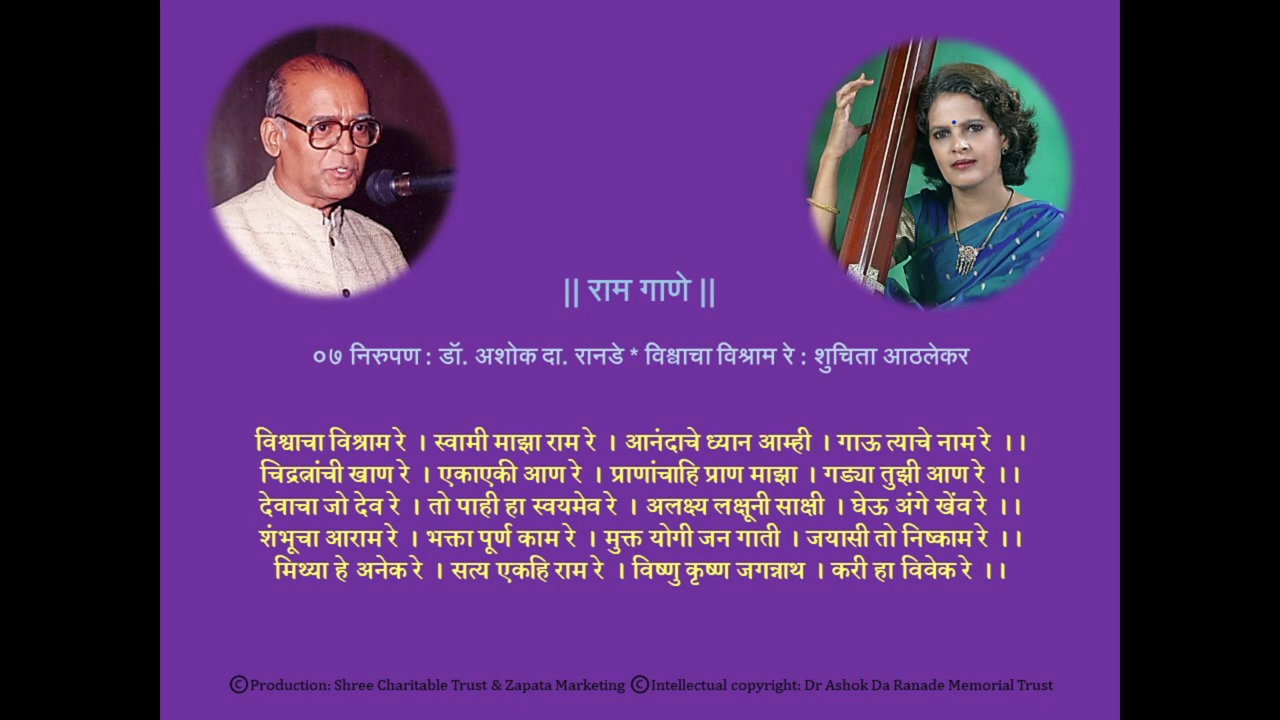 || राम गाणे ||
०७ निरुपण : डॉ. अशोक दा. रानडे * विश्वाचा विश्राम रे : शुचिता आठलेकर
विश्वाचा विश्राम रे । स्वामी माझा राम रे । आनंदाचे ध्यान आम्ही । गाऊ त्याचे नाम रे ।।
चिद्रत्नांची खाण रे । एकाएकी आण रे । प्राणांचाहि प्राण माझा । गड्या तुझी आण रे ।।
देवाचा जो देव रे । तो पाही हा स्वयमेव रे । अलक्ष्य लक्षूनी साक्षी । घेऊ अंगे खेंव रे ।।
शंभूचा आराम रे । भक्ता पूर्ण काम रे । मुक्त योगी जन गाती । जयासी तो निष्काम रे ।।
मिथ्या हे अनेक रे । सत्य एकहि राम रे । विष्णु कृष्ण जगन्नाथ । करी हा विवेक रे ।।
©Production: Shree Charitable Trust & Zapata Marketing ©Intellectual copyright: Dr Ashok Da Ranade Memorial Trust